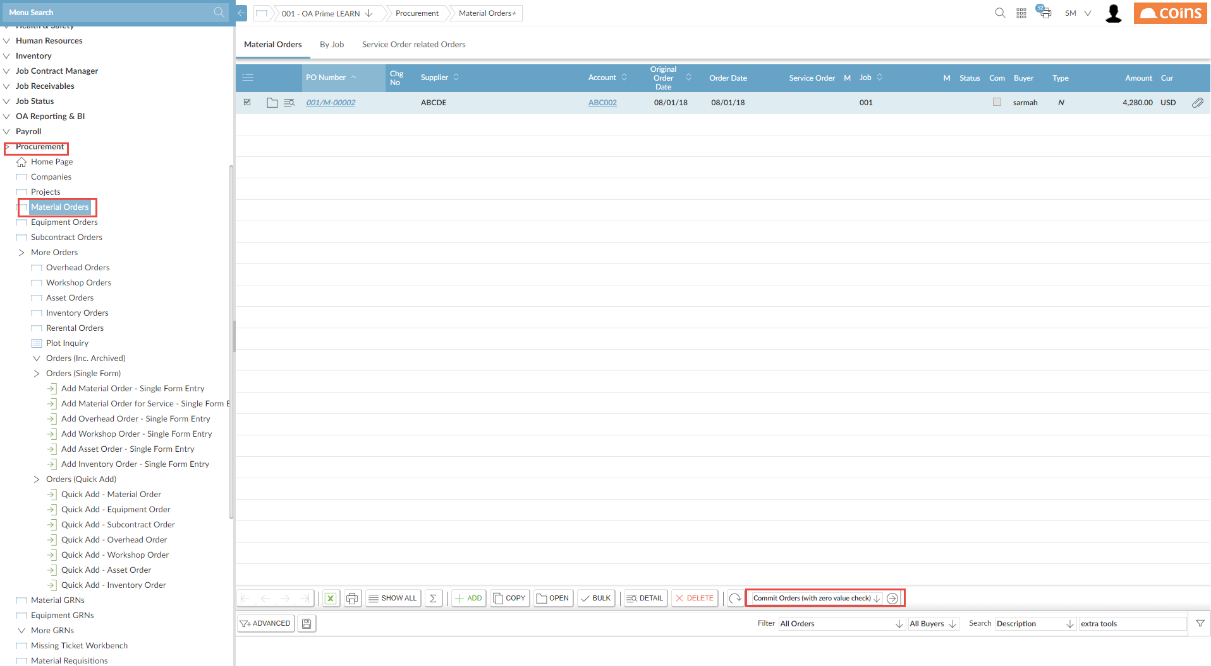 Menu Search
001 - OA Prime LEARN
Procurement
Material Orders
SM
COINS
Health & Safety
Human Resources
Inventory
Job Contract Manager
Job Receivables
Job Status
OA Reporting & BI
Payroll
Procurement
Home Page
Companies
Projects
Material Orders
Equipment Orders
Subcontract Orders
More Orders
Overhead Orders
Workshop Orders
Asset Orders
Inventory Orders
Rerental Orders
Plot Inquiry
Orders (Inc. Archived)
Orders (Single Form)
Add Material Order - Single Form Entry
Add Material Order for Service - Single Form E
Add Overhead Order - Single Form Entry
Add Workshop Order - Single Form Entry
Add Asset Order - Single Form Entry
Add Inventory Order - Single Form Entry
Orders (Quick Add)
Quick Add - Material Order
Quick Add - Equipment Order
Quick Add - Subcontract Order
Quick Add - Overhead Order
Quick Add - Workshop Order
Quick Add - Asset Order
Quick Add - Inventory Order
Material GRNs
Equipment GRNs
More GRNs
Missing Ticket Workbench
Material Requisitions
Material Orders By Job Service Order related Orders
PO Number Chg No Supplier Account Original Order Date Order Date Service Order M Job M Status Com Buyer Type Amount Cur
001/M-00002 ABCDE ABC002 08/01/18 08/01/18 001 sarmah N 4,280.00 USD
SHOW ALL Σ ADD COPY OPEN BULK DETAIL DELETE Commit Orders (with zero value check)
ADVANCED Filter All Orders All Buyers Search Description extra tools